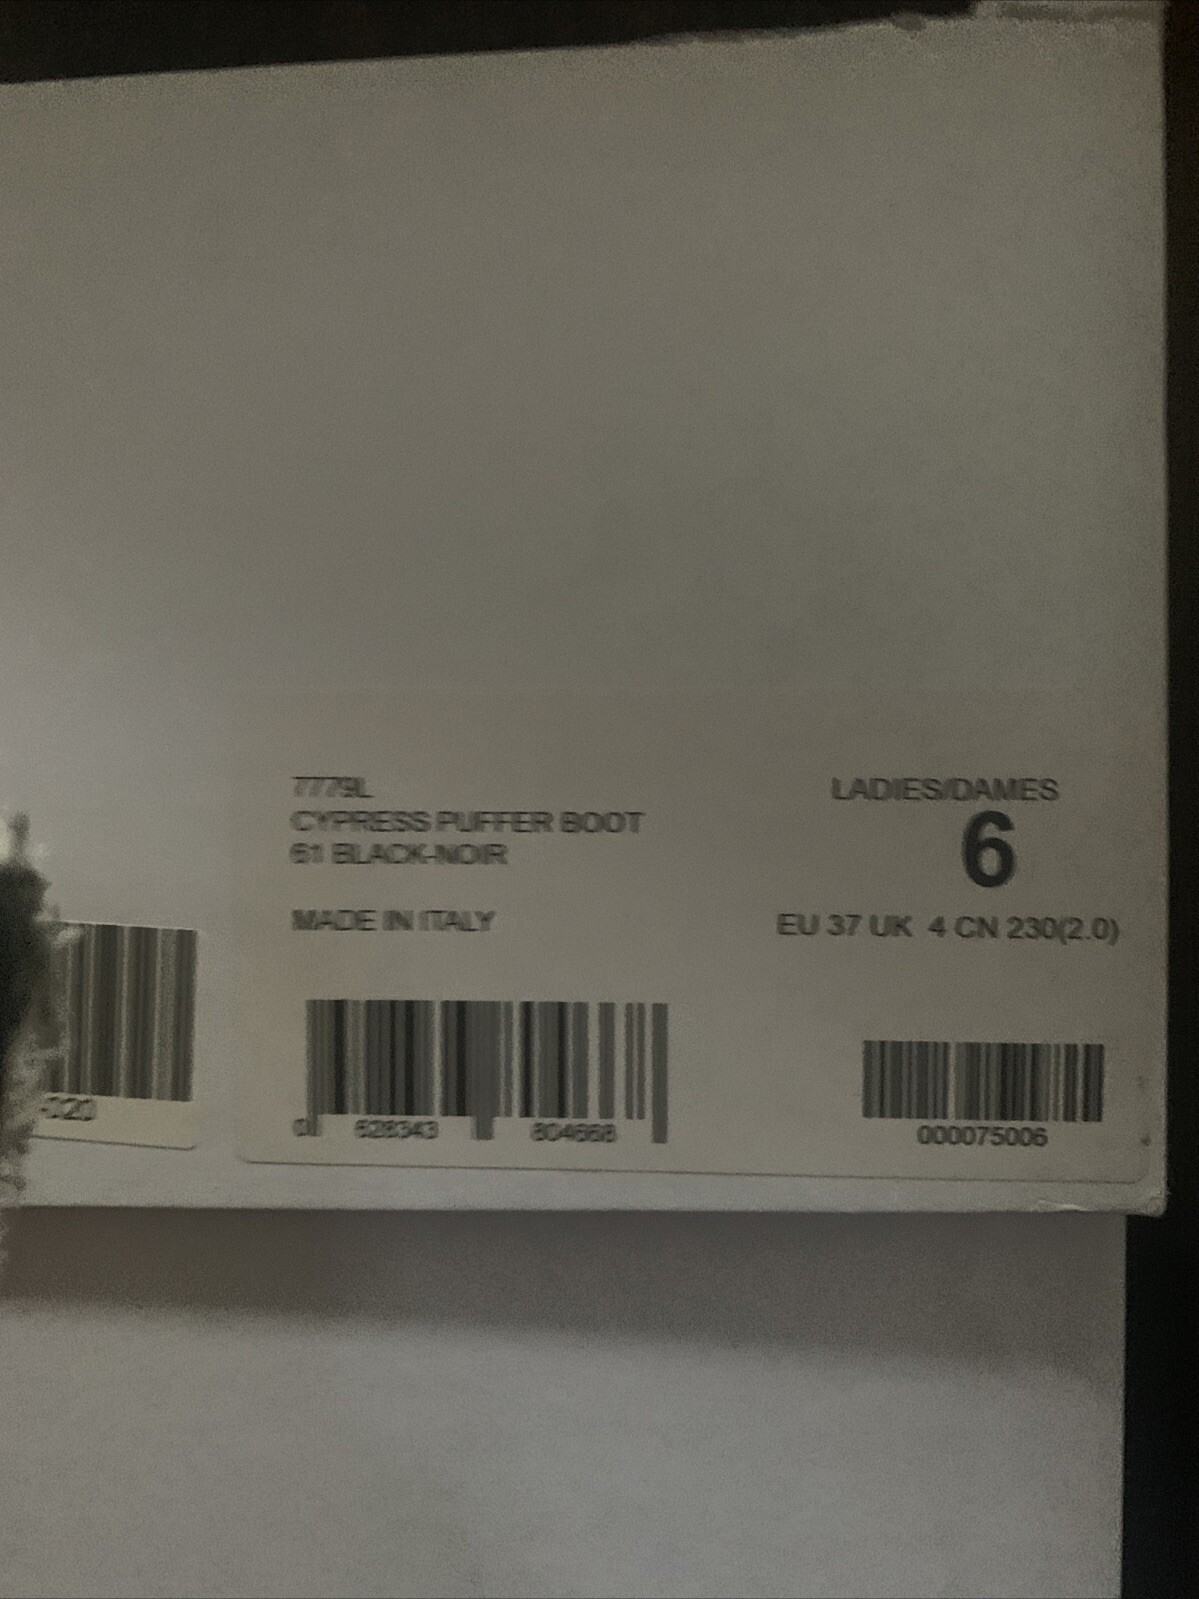 7779L
CYPRESS PUFFER BOOT
61 BLACK-NOIR
MADE IN ITALY
LADIES/DAMES
6
EU 37 UK 4 CN 230(2.0)
-020
0 628343 804668
000075006